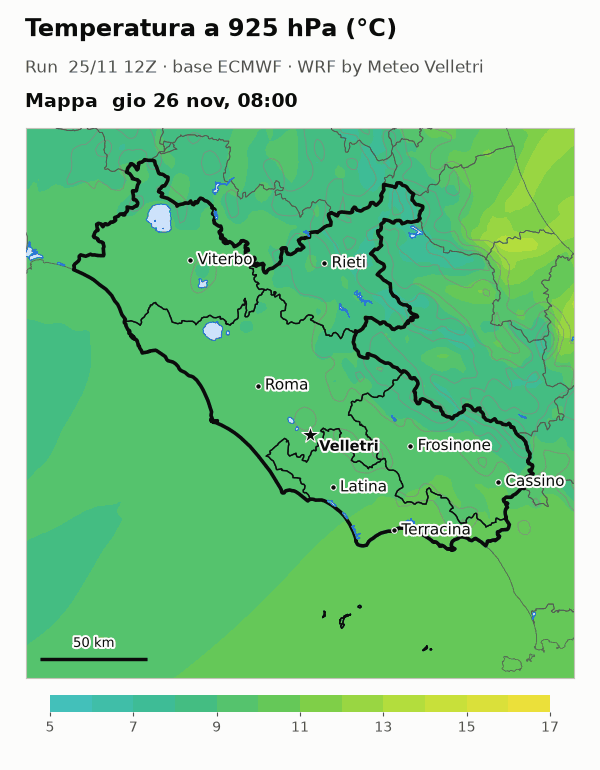 Temperatura a 925 hPa (°C)
Run  25/11 12Z · base ECMWF · WRF by Meteo Velletri
Mappa  gio 26 nov, 08:00
Viterbo
Rieti
Roma
Velletri
Frosinone
Latina
Cassino
Terracina
50 km
5 7 9 11 13 15 17